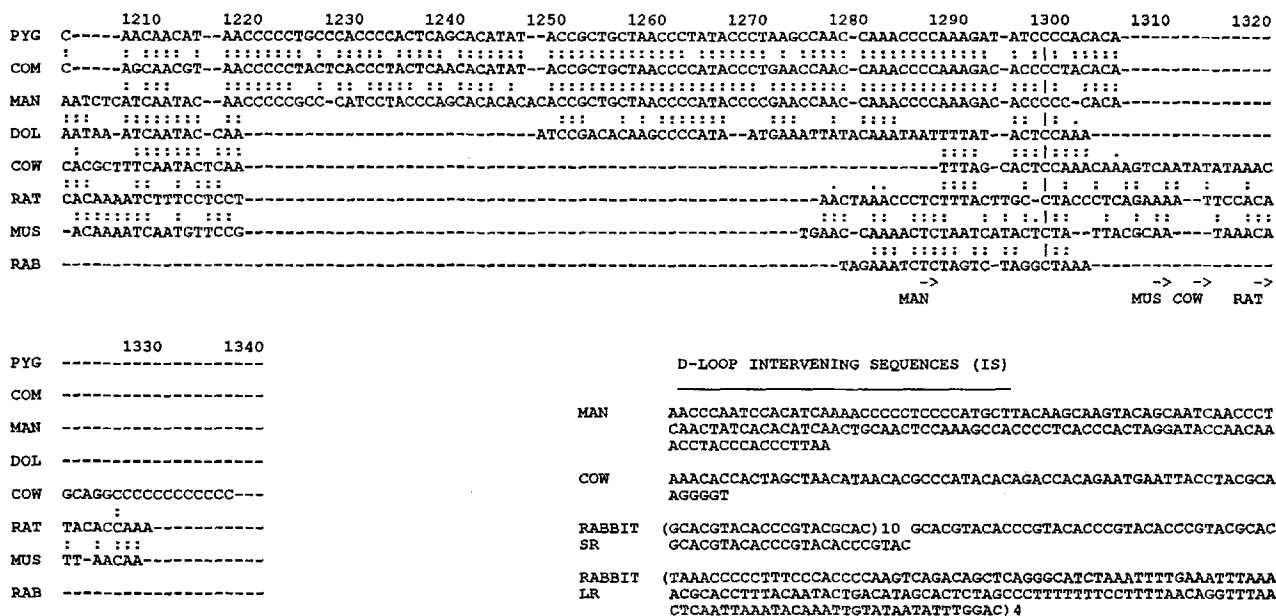 1210 1220 1230 1240 1250 1260 1270 1280 1290 1300 1310 1320
PYG C-----AACAACAT--AACCCCCTGCCCACCCCACTCAGCACATAT--ACCGCTGCTAACCCTATACCCTAAGCCAAC-CAAACCCCAAAGAT-ATCCCCACACA---------------
COM C-----AGCAACGT--AACCCCCTACTCACCCTACTCAACACATAT--ACCGCTGCTAACCCCATACCCTGAACCAAC-CAAACCCCAAAGAC-ACCCCCTACACA---------------
MAN AATCTCATCAATAC--AACCCCCGCC-CATCCTACCCAGCACACACACACCGCTGCTAACCCCATACCCCGAACCAAC-CAAACCCCAAAGAC-ACCCCC-CACA---------------
DOL AATAA-ATCAATAC-CAA-----------------------------ATCCGACACAAGCCCCATA--ATGAAATTATACAAATAATTTTAT--ACTCCAAA------------------
COW CACGCTTTCAATACTCAA---------------------------------------------------------------------TTTAG-CACTCCAAACAAAGTCAATATATAAAC
RAT CACAAAATCTTTCCTCCT---------------------------------------------------------AACTAAACCCTCTTTACTTGC-CTACCCTCAGAAAA--TTCCACA
MUS -ACAAAATCAATGTTCCG-------------------------------------------------------TGAACC-CAAAACTCTAATCATACTCTA--TTACGCAA----TAAACA
RAB -----------------------------------------------------------------------------TAGAAATCTCTAGTC-TAGGCTAAA------------------
-> -> -> ->
MAN MUS COW RAT
1330 1340
PYG --------------------
COM --------------------
MAN --------------------
DOL --------------------
COW GCAGGCCCCCCCCCCCC---
RAT TACACCAAA-----------
MUS TT-AACAA------------
RAB --------------------
D-LOOP INTERVENING SEQUENCES (IS)
MAN AACCCAATCCACATCAAAACCCCCTCCCCATGCTTACAAGCAAGTACAGCAATCAACCCT
CAACTATCACACATCAACTGCAACTCCAAAGCCACCCCTCACCCACTAGGATACCAACAA
ACCTACCCACCCTTAA
COW AAACACCACTAGCTAACATAACACGCCCATACACAGACCACAGAATGAATTACCTACGCA
AGGGGT
RABBIT (GCACGTACACCCGTACGCAC)10 GCACGTACACCCGTACACCCGTACACCCGTACGCAC
SR GCACGTACACCCGTACACCCGTAC
RABBIT (TAAACCCCCTTTCCCACCCCAAGTCAGACAGCTCAGGGCATCTAAATTTTGAAATTTAAA
LR ACGCACCTTTACAATACTGACATAGCACTCTAGCCCTTTTTTTCCTTTTAACAGGTTTAA
CTCAATTAAATACAAATTGTATAATATTTGGAC)4